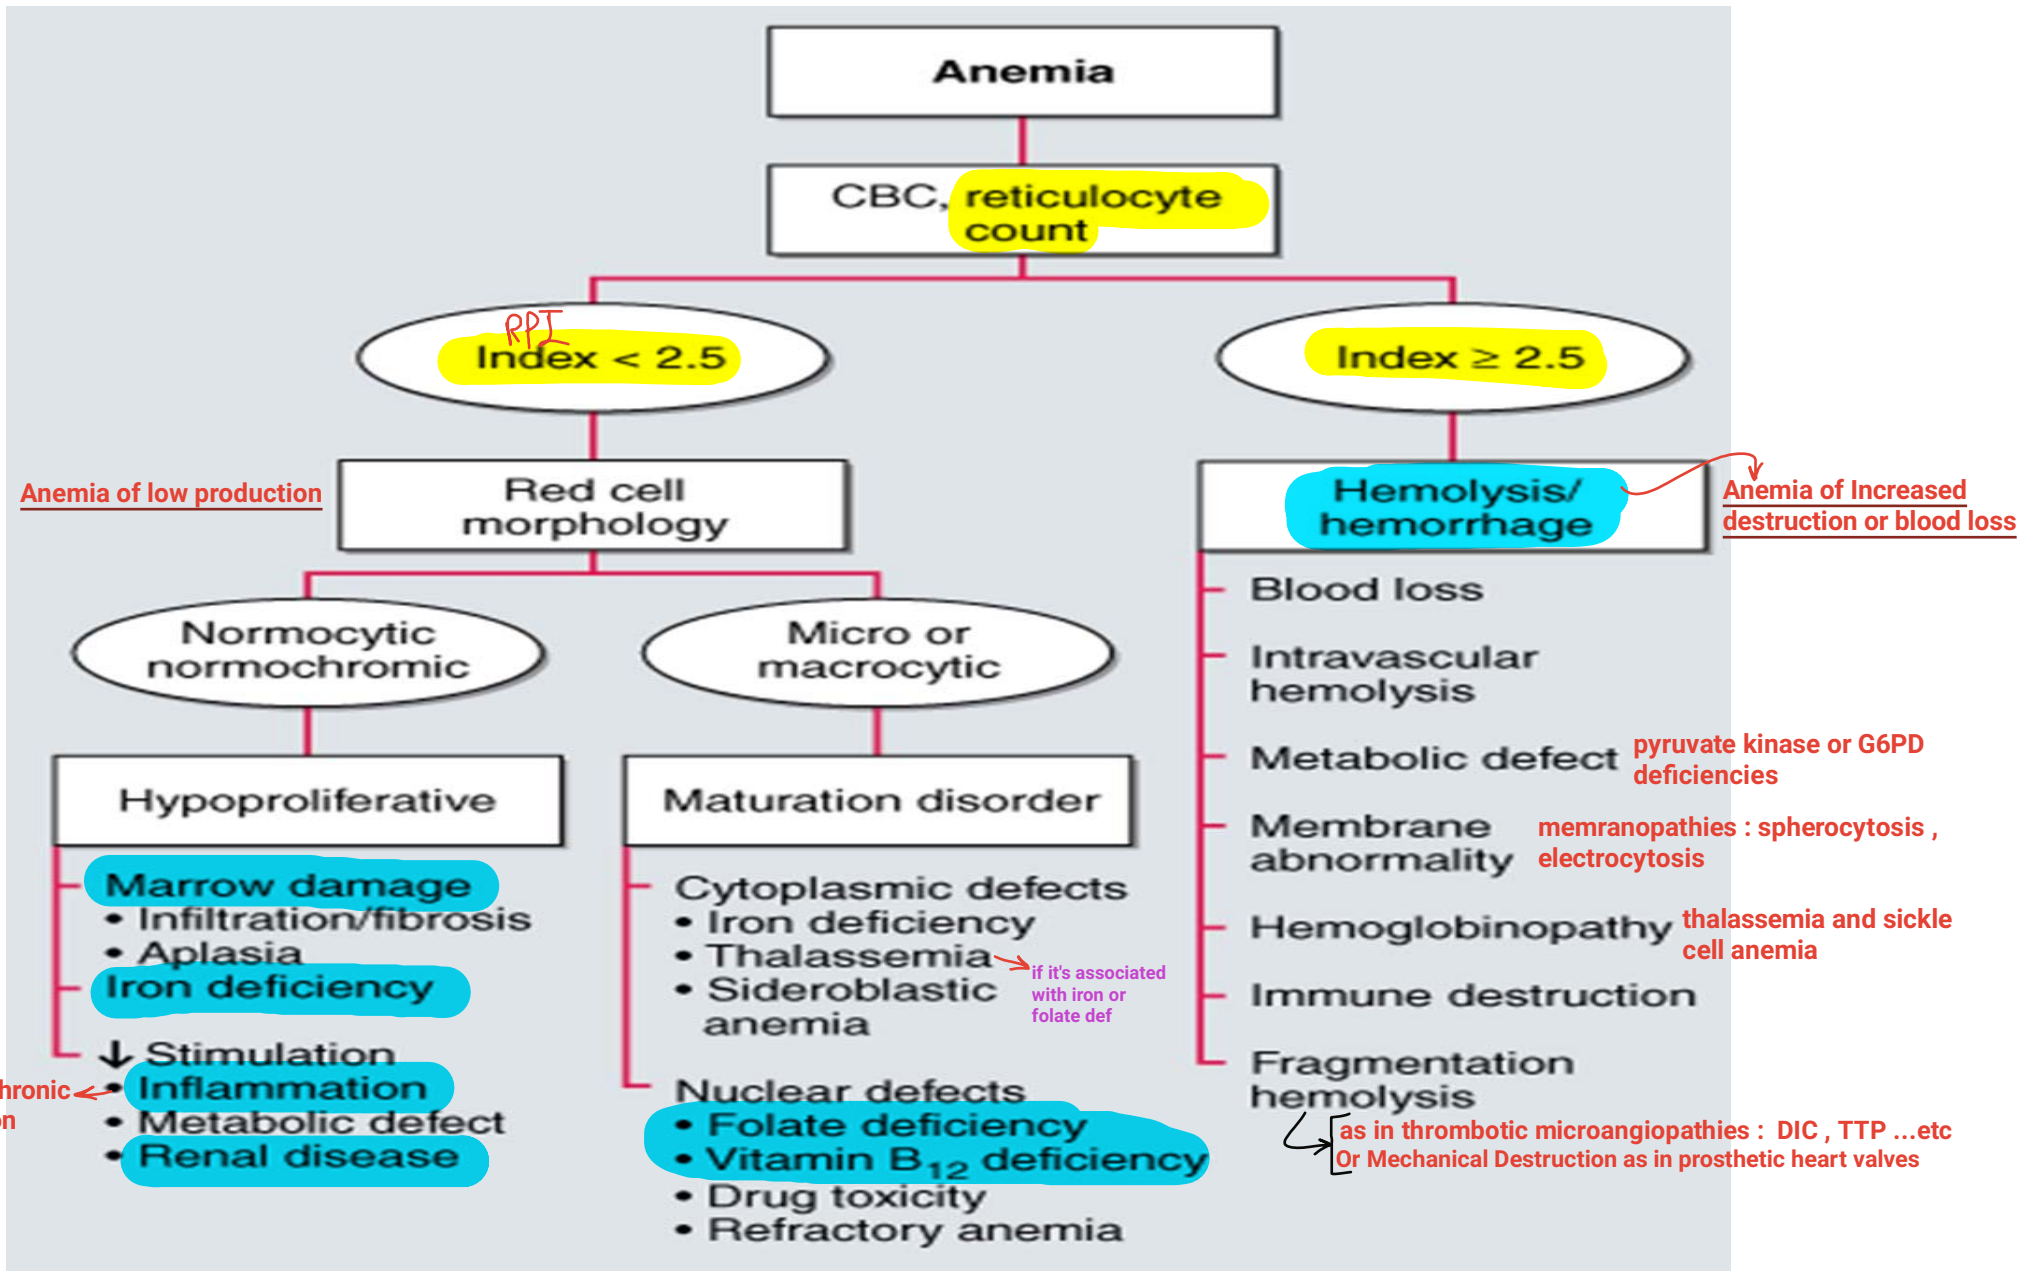 Anemia
CBC, reticulocyte
count
RPI
Index < 2.5
Index ≥ 2.5
Anemia of low production
Red cell
morphology
Hemolysis/
hemorrhage
Anemia of Increased
destruction or blood loss
Normocytic
normochromic
Micro or
macrocytic
Hypoproliferative
Marrow damage
• Infiltration/fibrosis
• Aplasia
Iron deficiency
↓ Stimulation
• Inflammation
hronic
on
• Metabolic defect
• Renal disease
Maturation disorder
Cytoplasmic defects
• Iron deficiency
• Thalassemia
if it's associated
with iron or
folate def
• Sideroblastic
anemia
Nuclear defects
• Folate deficiency
• Vitamin B12 deficiency
• Drug toxicity
• Refractory anemia
Blood loss
Intravascular
hemolysis
Metabolic defect
pyruvate kinase or G6PD
deficiencies
Membrane
abnormality
memranopathies : spherocytosis ,
electrocytosis
Hemoglobinopathy
thalassemia and sickle
cell anemia
Immune destruction
Fragmentation
hemolysis
as in thrombotic microangiopathies : DIC , TTP ...etc
Or Mechanical Destruction as in prosthetic heart valves